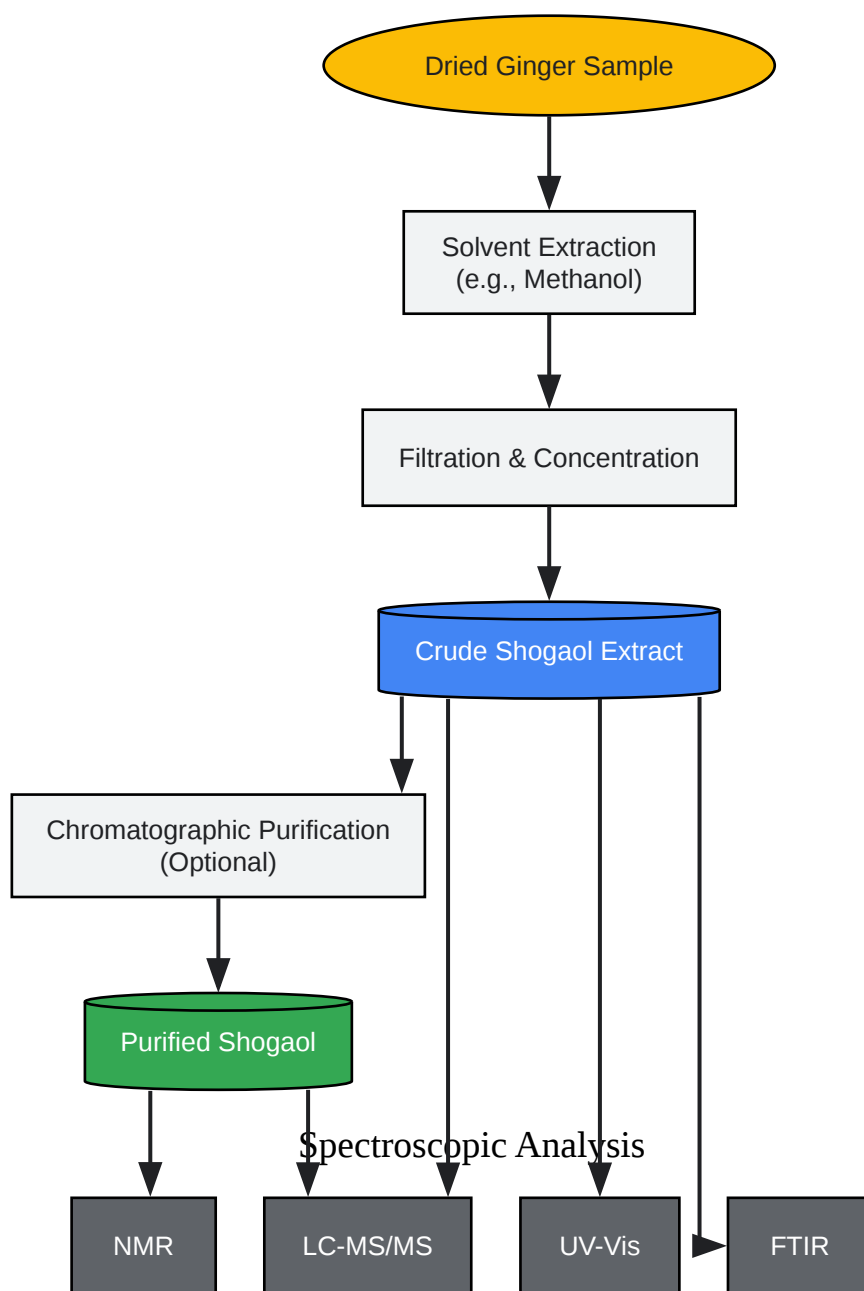 Dried Ginger Sample
Solvent Extraction
(e.g., Methanol)
Filtration & Concentration
Crude Shogaol Extract
Chromatographic Purification
(Optional)
Purified Shogaol
Spectroscopic Analysis
NMR
LC-MS/MS
UV-Vis
FTIR